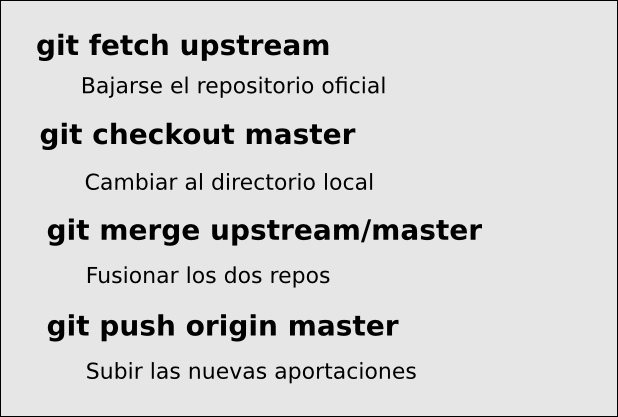 git fetch upstream
Bajarse el repositorio oficial
git checkout master
Cambiar al directorio local
git merge upstream/master
Fusionar los dos repos
git push origin master
Subir las nuevas aportaciones